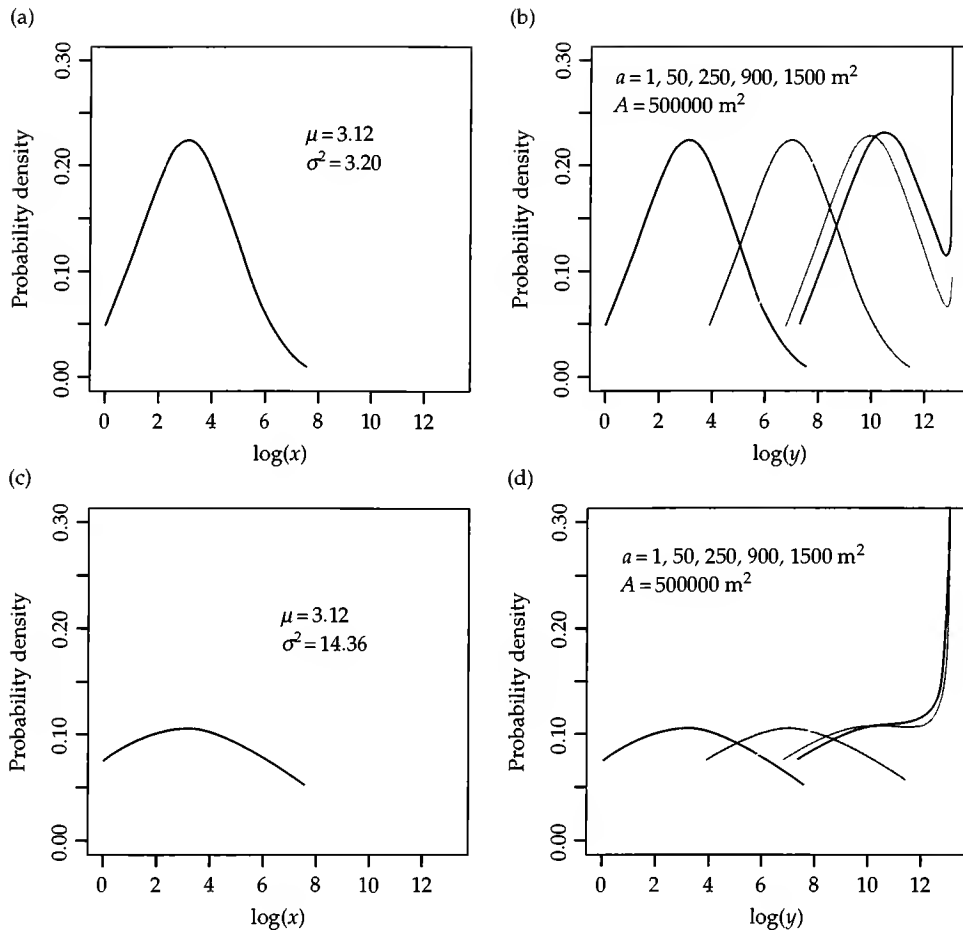 (a)
(b)
Probability density
0.30
0.20
0.10
0.00
μ = 3.12
σ² = 3.20
0 2 4 6 8 10 12
log(x)
Probability density
0.30
0.20
0.10
0.00
a = 1, 50, 250, 900, 1500 m²
A = 500000 m²
0 2 4 6 8 10 12
log(y)
(c)
(d)
Probability density
0.30
0.20
0.10
0.00
μ = 3.12
σ² = 14.36
0 2 4 6 8 10 12
log(x)
Probability density
0.30
0.20
0.10
0.00
a = 1, 50, 250, 900, 1500 m²
A = 500000 m²
0 2 4 6 8 10 12
log(y)